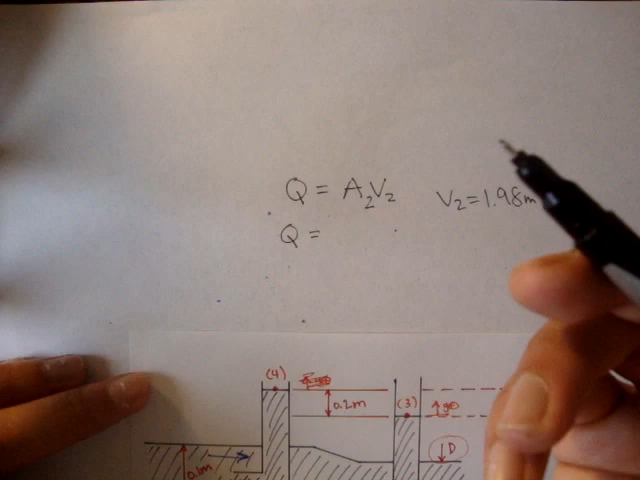 Q = A₂V₂
V₂=1.98m
Q =
(4)
0.2m
(3)
D
0.1m